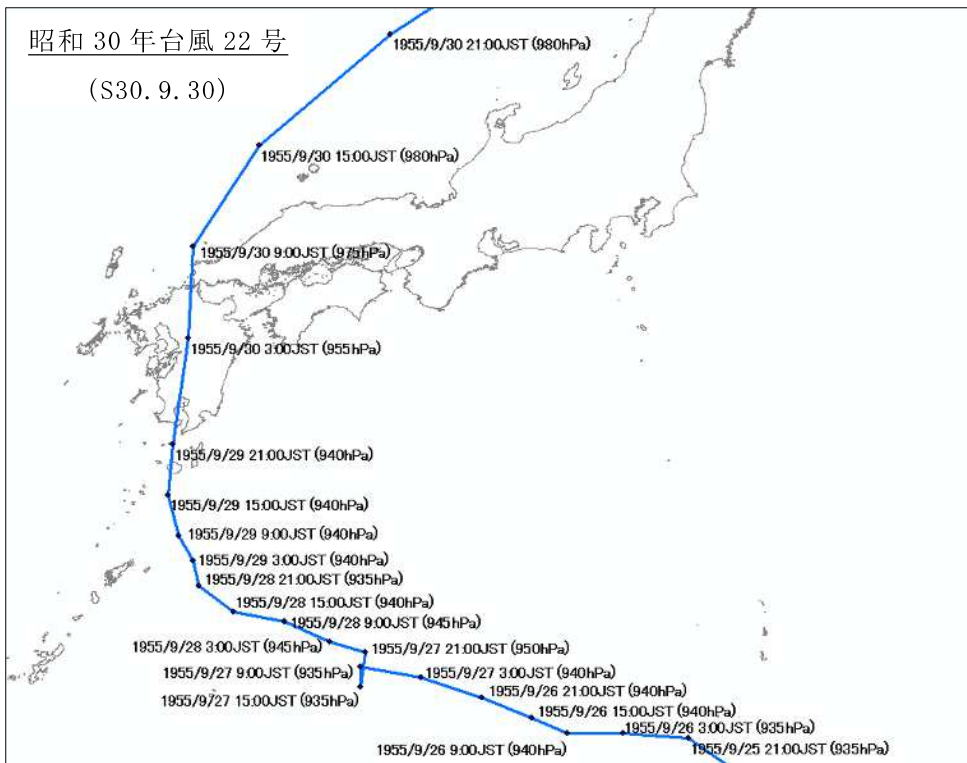 昭和 30 年台風 22 号
(S30.9.30)
1955/9/30 21:00JST (980hPa)
1955/9/30 15:00JST (980hPa)
1955/9/30 9:00JST (975hPa)
1955/9/30 3:00JST (955hPa)
1955/9/29 21:00JST (940hPa)
1955/9/29 15:00JST (940hPa)
1955/9/29 9:00JST (940hPa)
1955/9/29 3:00JST (940hPa)
1955/9/28 21:00JST (935hPa)
1955/9/28 15:00JST (940hPa)
1955/9/28 9:00JST (945hPa)
1955/9/28 3:00JST (945hPa)
1955/9/27 21:00JST (950hPa)
1955/9/27 9:00JST (935hPa)
1955/9/27 3:00JST (940hPa)
1955/9/27 15:00JST (935hPa)
1955/9/26 21:00JST (940hPa)
1955/9/26 15:00JST (940hPa)
1955/9/26 3:00JST (935hPa)
1955/9/26 9:00JST (940hPa)
1955/9/25 21:00JST (935hPa)